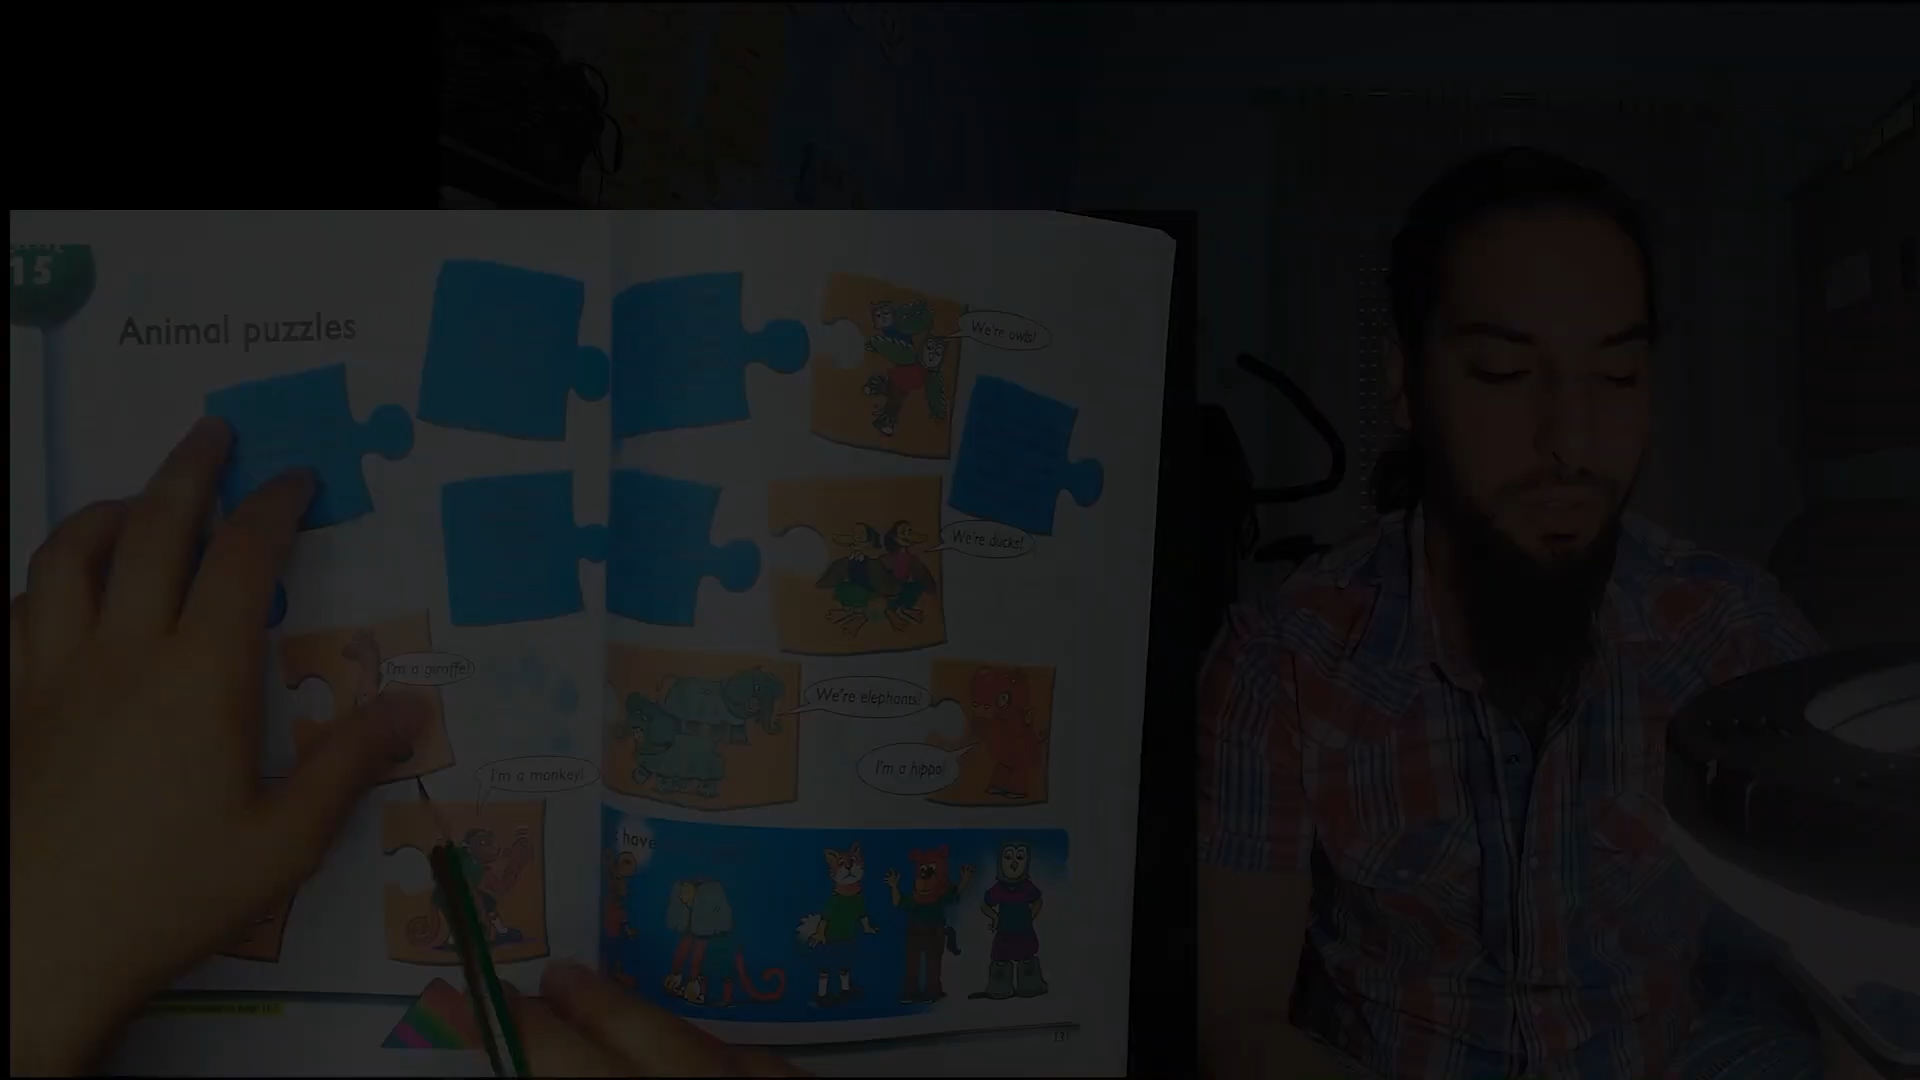 15
Animal puzzles
We're owls!
We're ducks!
I'm a giraffe!
We're elephants!
I'm a hippo!
I'm a monkey!
have